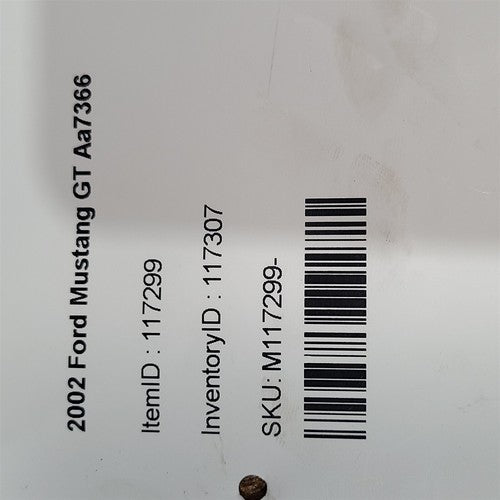 2002 Ford Mustang GT Aa7366
ItemID : 117299
InventoryID : 117307
SKU: M117299-